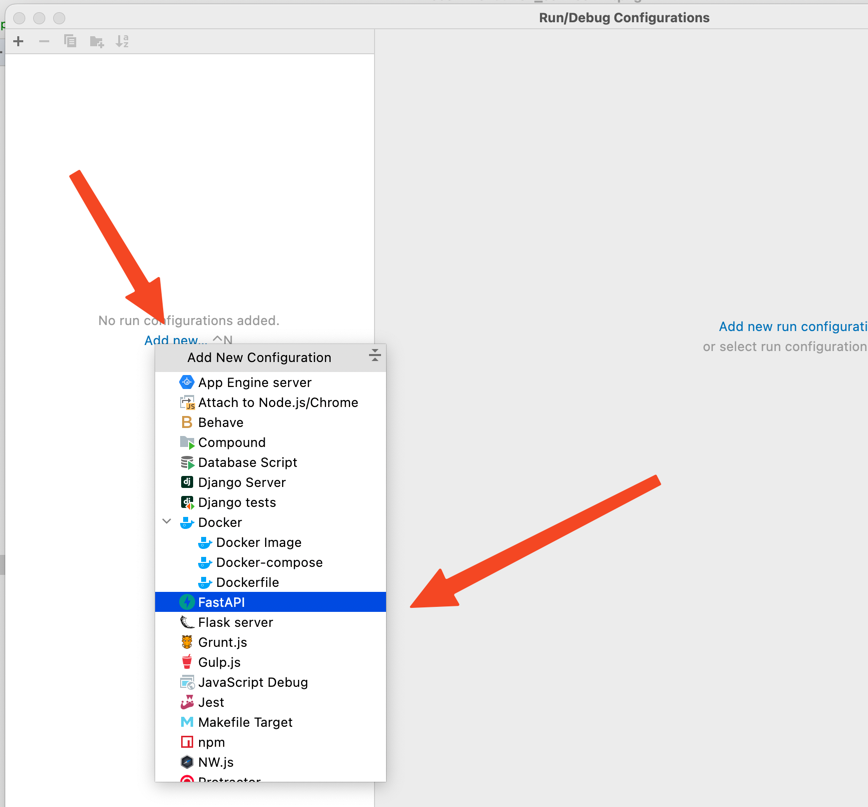 Run/Debug Configurations
No run configurations added.
Add new... ^N
Add new run configurati
or select run configuration
Add New Configuration
App Engine server
Attach to Node.js/Chrome
Behave
Compound
Database Script
Django Server
Django tests
Docker
Docker Image
Docker-compose
Dockerfile
FastAPI
Flask server
Grunt.js
Gulp.js
JavaScript Debug
Jest
Makefile Target
npm
NW.js
Protractor